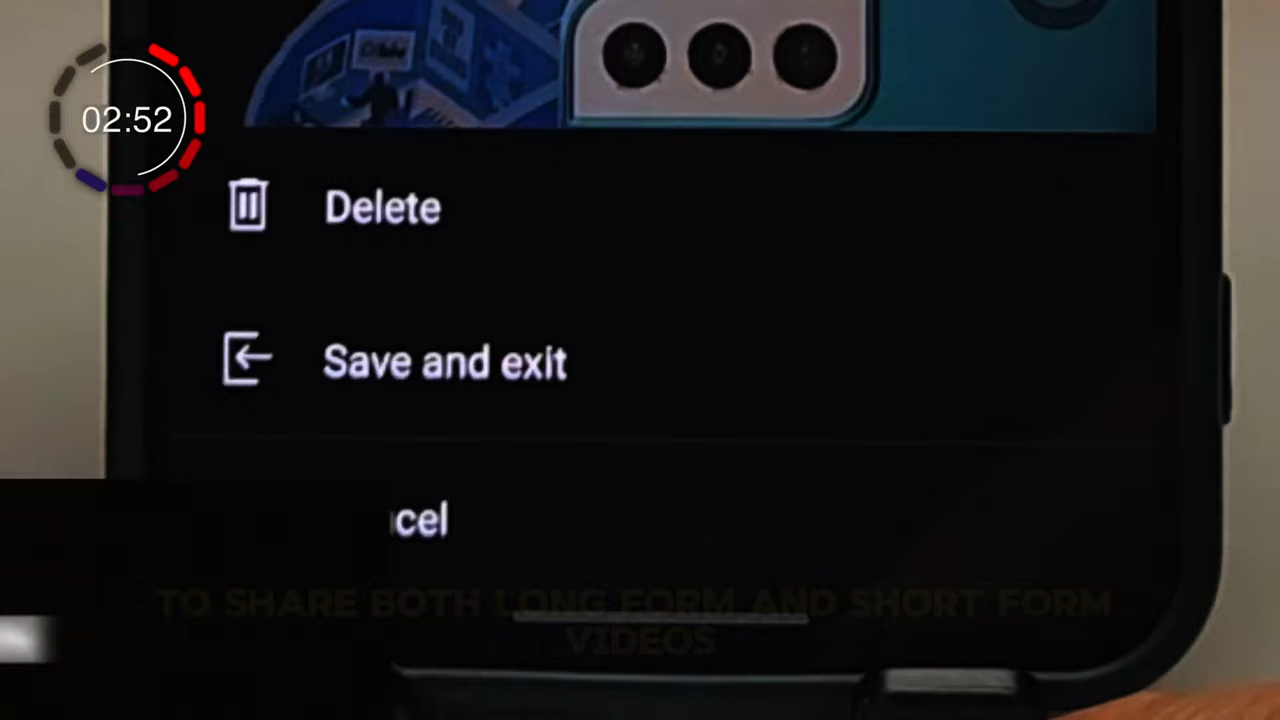 02:52
Delete
Save and exit
cel
TO SHARE BOTH LONG FORM AND SHORT FORM
VIDEOS